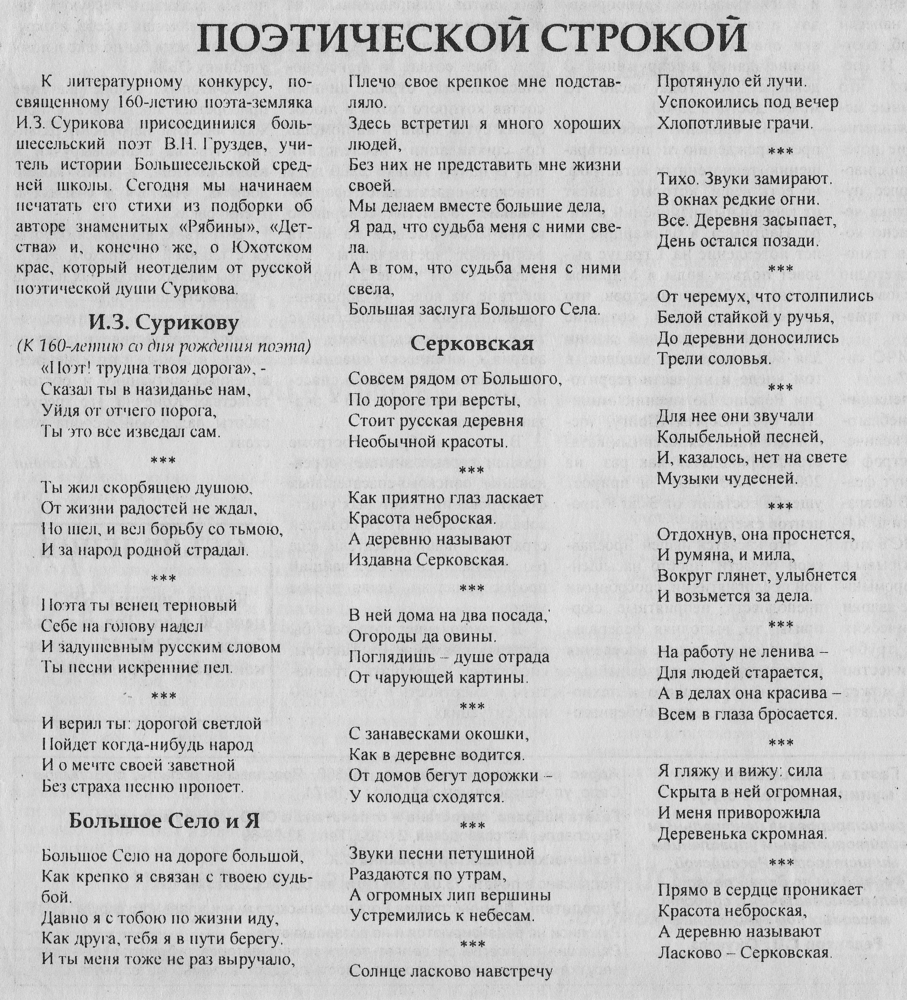 ПОЭТИЧЕСКОЙ СТРОКОЙ
К литературному конкурсу, по-
священному 160-летию поэта-земляка
И.З. Сурикова присоединился боль-
шесельский поэт В.Н. Груздев, учи-
тель истории Большесельской сред-
ней школы. Сегодня мы начинаем
печатать его стихи из подборки об
авторе знаменитых «Рябины», «Дет-
ства» и, конечно же, о Юхотском
крае, который неотделим от русской
поэтической души Сурикова.
И.З. Сурикову
(К 160-летию со дня рождения поэта)
«Поэт! трудна твоя дорога», -
Сказал ты в назиданье нам,
Уйдя от отчего порога,
Ты это все изведал сам.
***
Ты жил скорбящею душою,
От жизни радостей не ждал,
Но шел, и вел борьбу со тьмою,
И за народ родной страдал.
***
Поэта ты венец терновый
Себе на голову надел
И задушевным русским словом
Ты песни искренние пел.
***
И верил ты: дорогой светлой
Пойдет когда-нибудь народ
И о мечте своей заветной
Без страха песню пропоет.
Большое Село и Я
Большое Село на дороге большой,
Как крепко я связан с твоею судь-
бой.
Давно я с тобою по жизни иду,
Как друга, тебя я в пути берегу.
И ты меня тоже не раз выручало,
Плечо свое крепкое мне подстав-
ляло.
Здесь встретил я много хороших
людей,
Без них не представить мне жизни
своей.
Мы делаем вместе большие дела,
Я рад, что судьба меня с ними све-
ла.
А в том, что судьба меня с ними
свела,
Большая заслуга Большого Села.
Серковская
Совсем рядом от Большого,
По дороге три версты,
Стоит русская деревня
Необычной красоты.
***
Как приятно глаз ласкает
Красота неброская.
А деревню называют
Издавна Серковская.
***
В ней дома на два посада,
Огороды да овины.
Поглядишь – душе отрада
От чарующей картины.
***
С занавесками окошки,
Как в деревне водится.
От домов бегут дорожки –
У колодца сходятся.
***
Звуки песни петушиной
Раздаются по утрам,
А огромных лип вершины
Устремились к небесам.
***
Солнце ласково навстречу
Протянуло ей лучи.
Успокоились под вечер
Хлопотливые грачи.
***
Тихо. Звуки замирают.
В окнах редкие огни.
Все. Деревня засыпает,
День остался позади.
***
От черемух, что столпились
Белой стайкой у ручья,
До деревни доносились
Трели соловья.
***
Для нее они звучали
Колыбельной песней,
И, казалось, нет на свете
Музыки чудесней.
***
Отдохнув, она проснется,
И румяна, и мила,
Вокруг глянет, улыбнется
И возьмется за дела.
***
На работу не ленива –
Для людей старается,
А в делах она красива –
Всем в глаза бросается.
***
Я гляжу и вижу: сила
Скрыта в ней огромная,
И меня приворожила
Деревенька скромная.
***
Прямо в сердце проникает
Красота неброская,
А деревню называют
Ласково – Серковская.